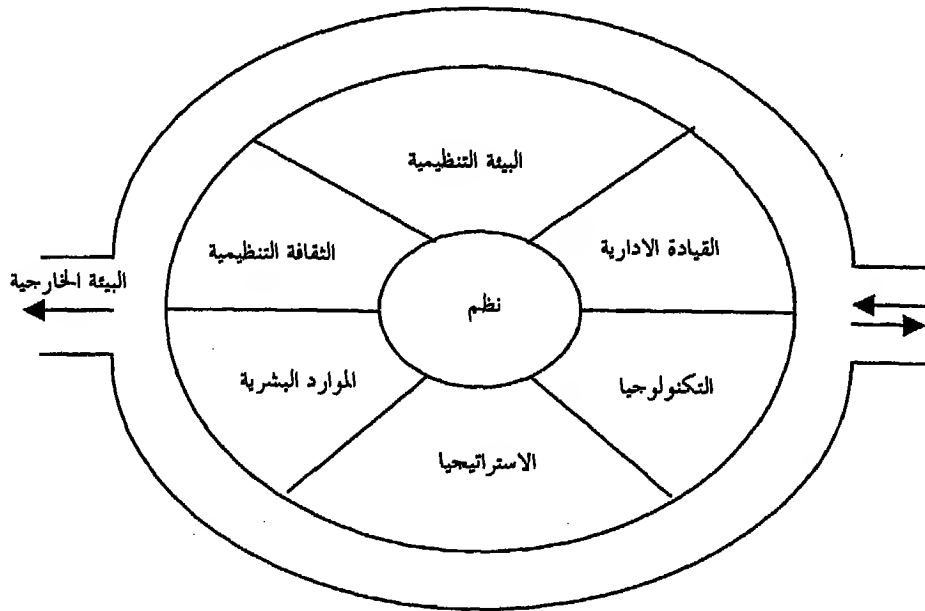 البيئة التنظيمية
القيادة الادارية
الثقافة التنظيمية
البيئة الخارجية
نظم
التكنولوجيا
الموارد البشرية
الاستراتيجيا